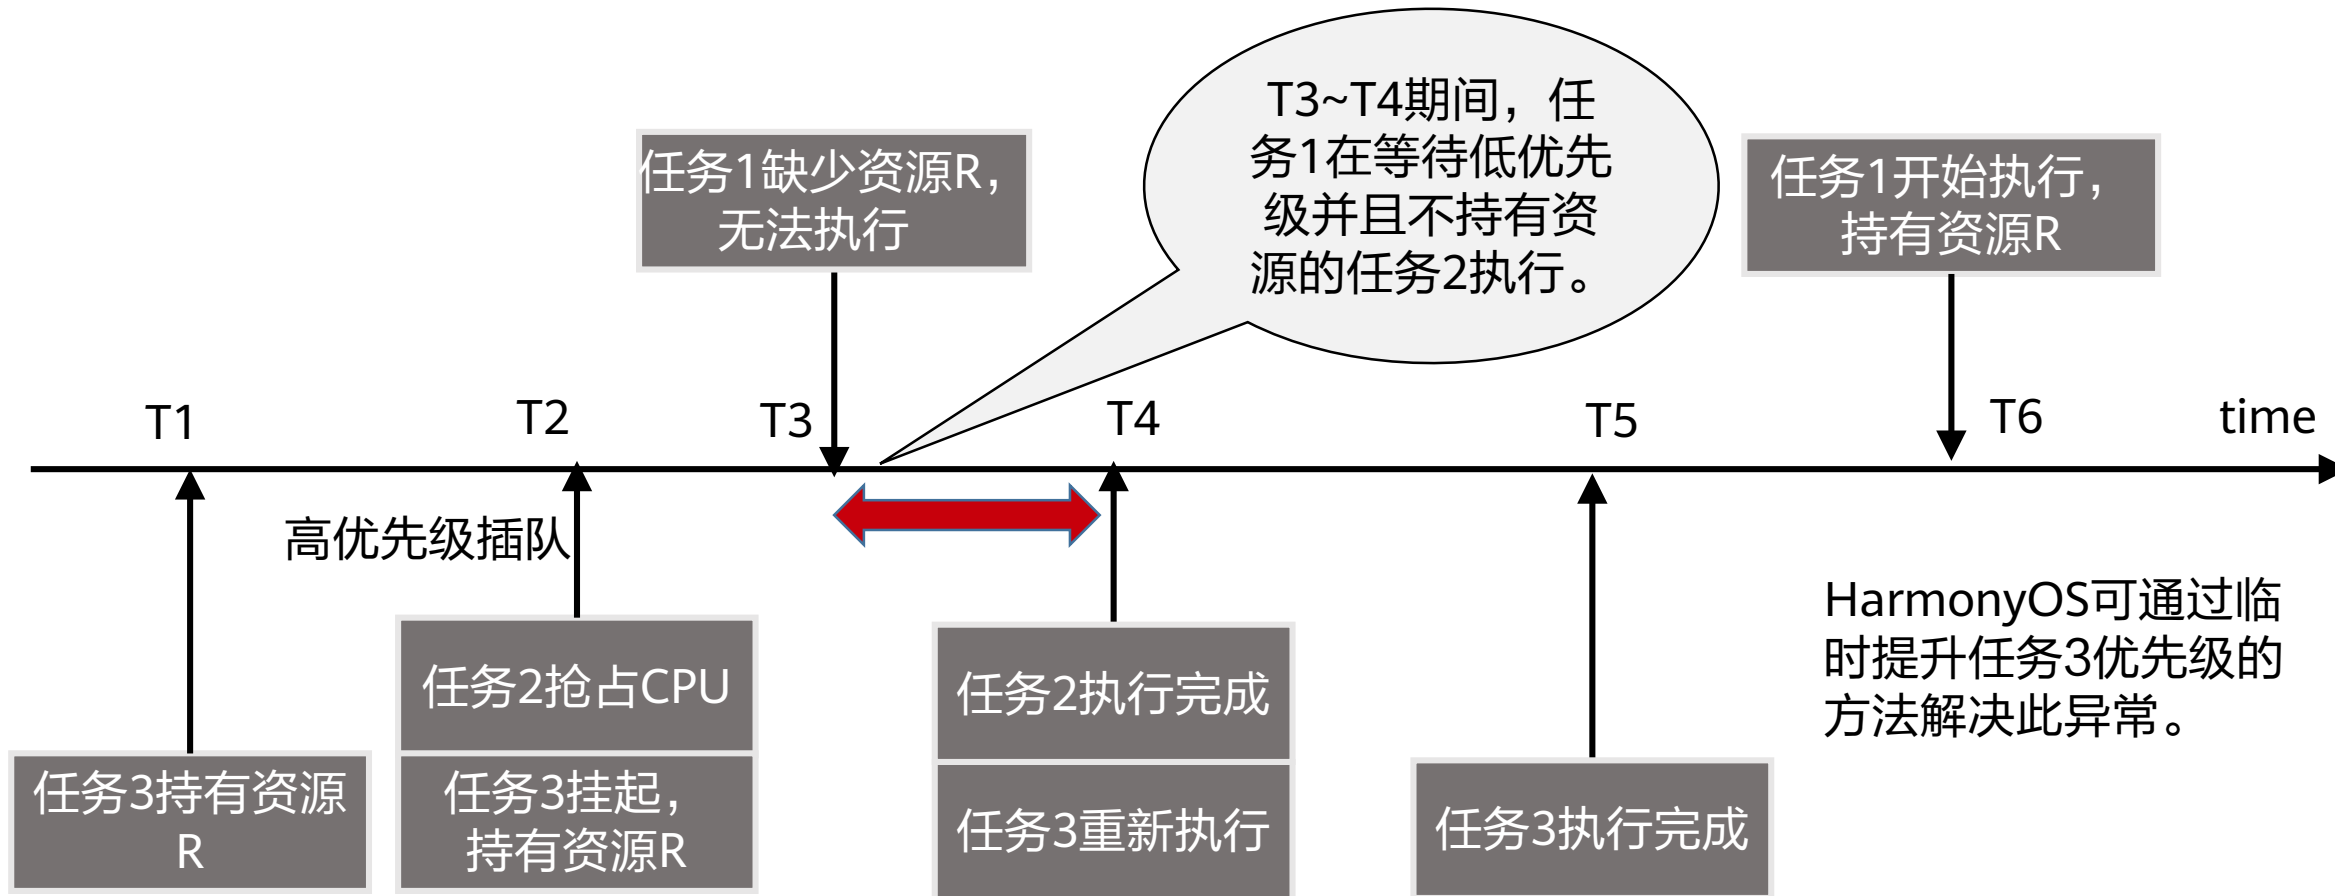 T3~T4期间，任
务1在等待低优先
级并且不持有资
源的任务2执行。
任务1缺少资源R，
无法执行
任务1开始执行，
持有资源R
T1
T2
T3
T4
T5
T6
time
高优先级插队
HarmonyOS可通过临
时提升任务3优先级的
方法解决此异常。
任务3持有资源
R
任务2抢占CPU
任务3挂起，
持有资源R
任务2执行完成
任务3重新执行
任务3执行完成